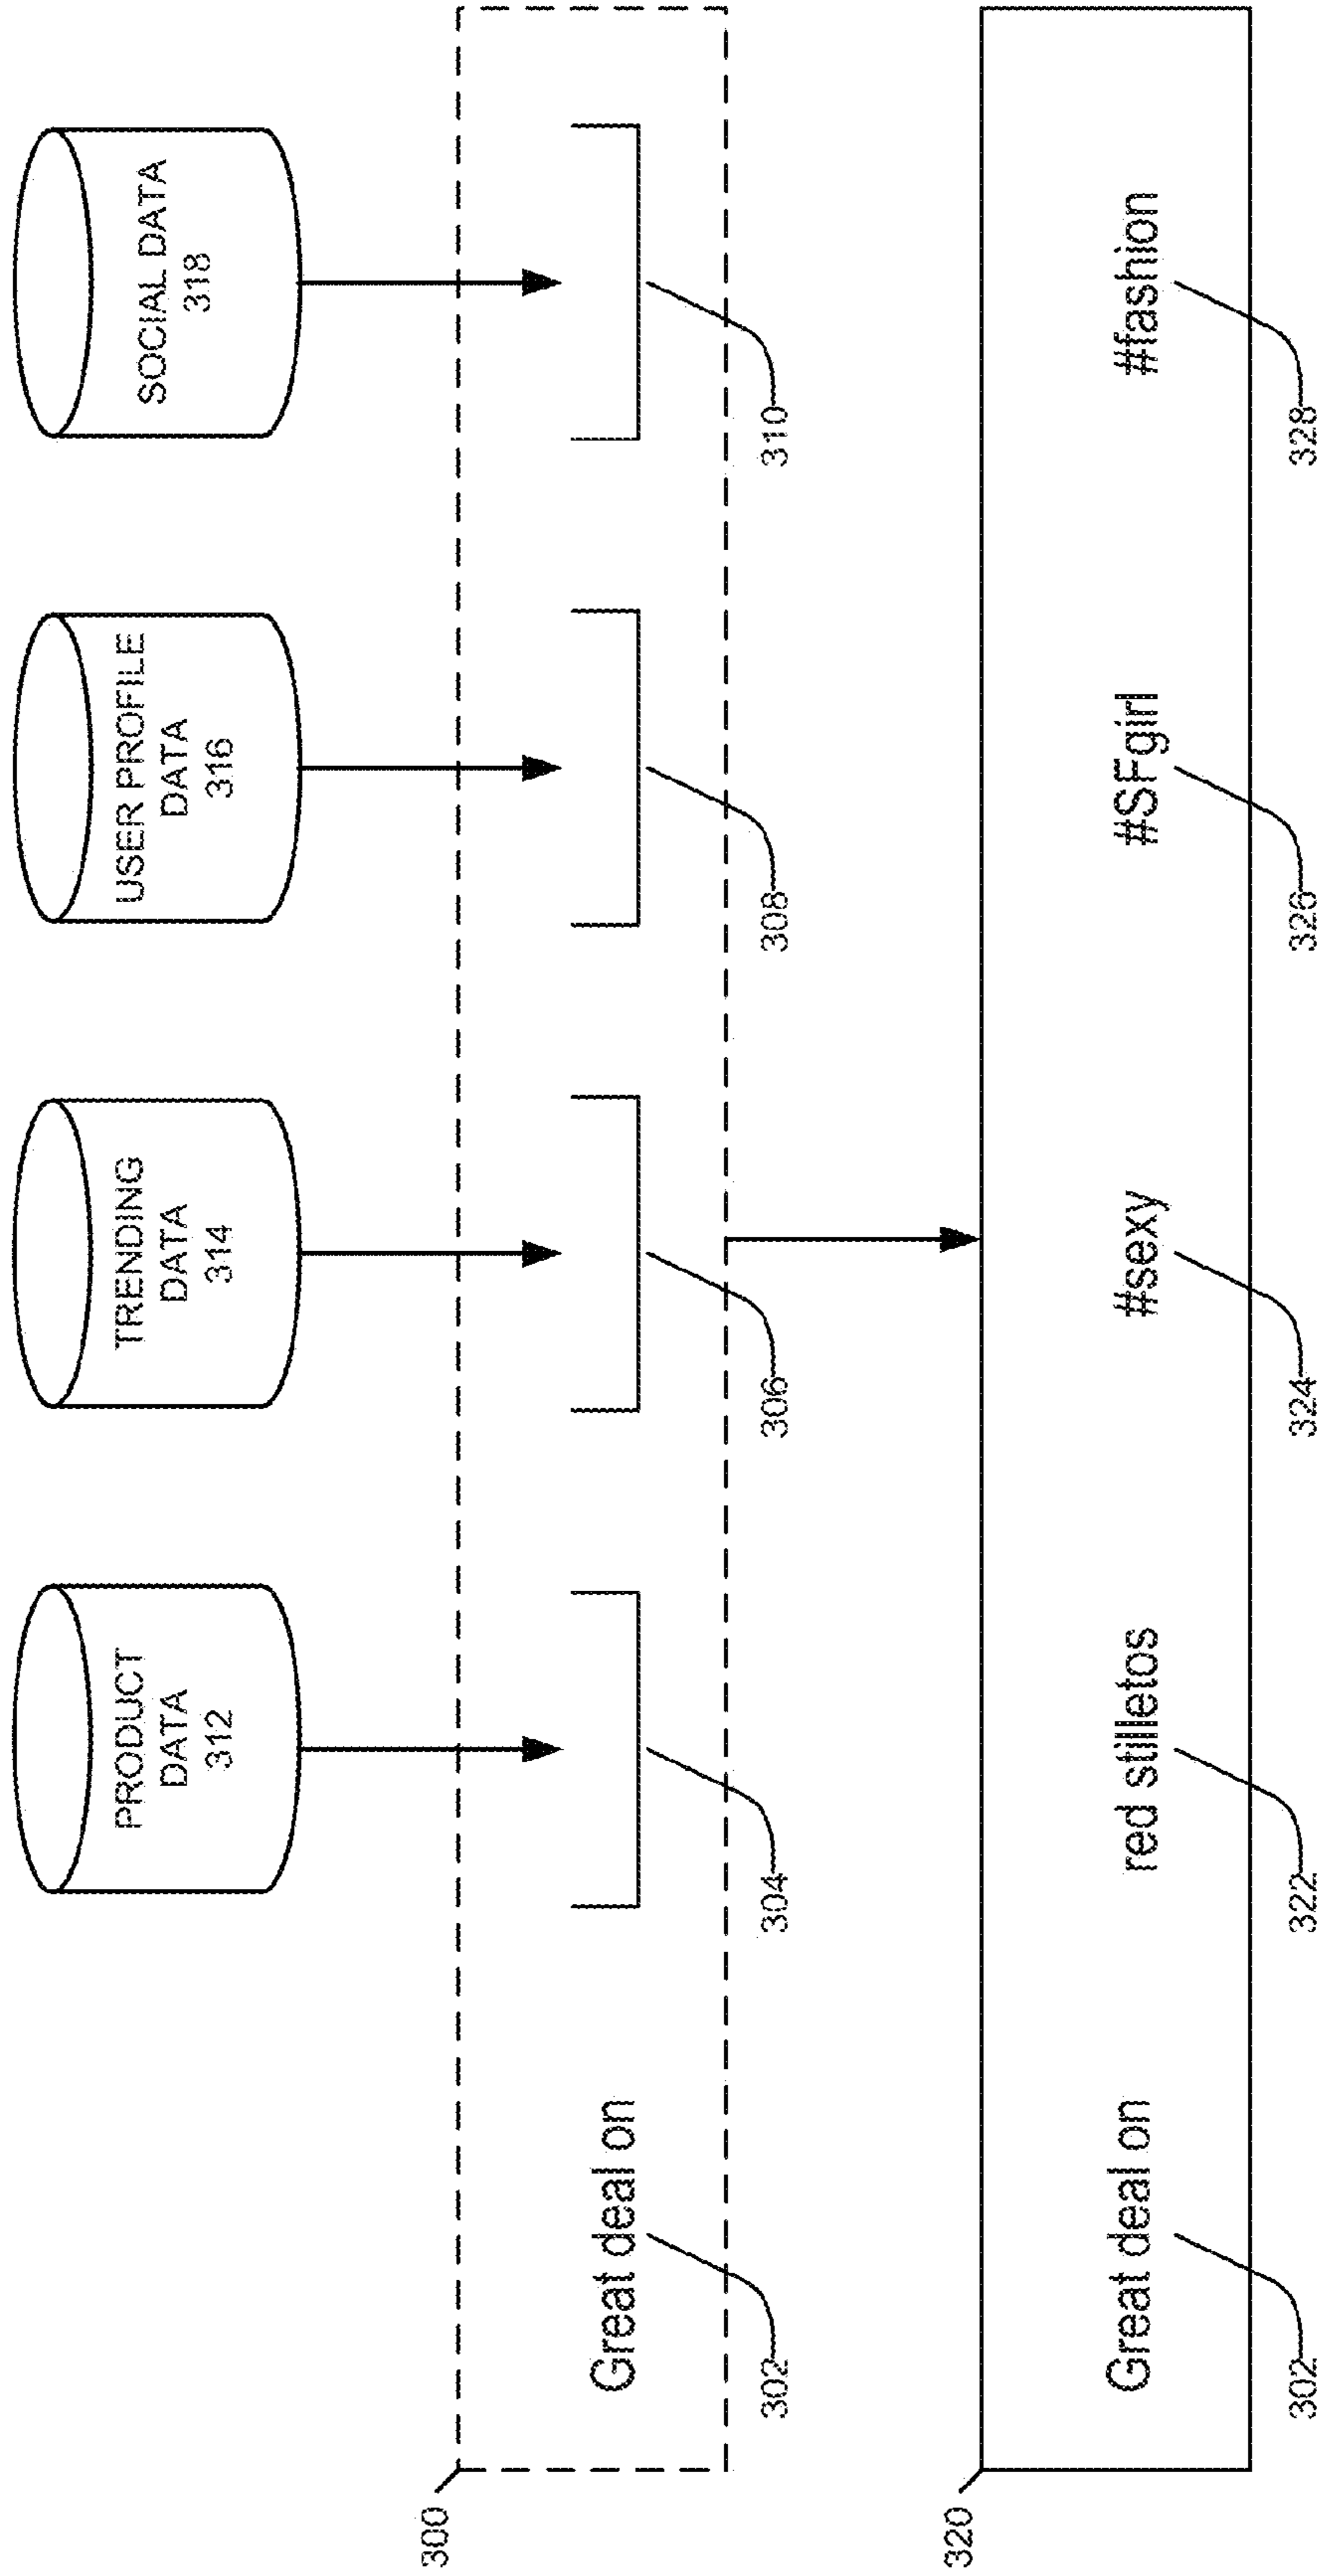 PRODUCT
DATA
312
TRENDING
DATA
314
USER PROFILE
DATA
316
SOCIAL DATA
318
300
Great deal on
302
304
306
308
310
320
Great deal on
red stilletos
#sexy
#SFgirl
#fashion
302
322
324
326
328